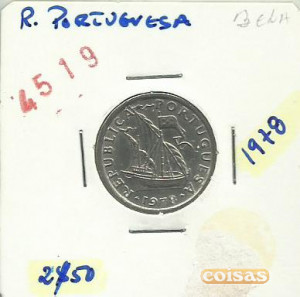 R. PORTUGUESA
BELA
4519
REPUBLICA PORTUGUESA
· 1978 ·
1978
2$50
coisas